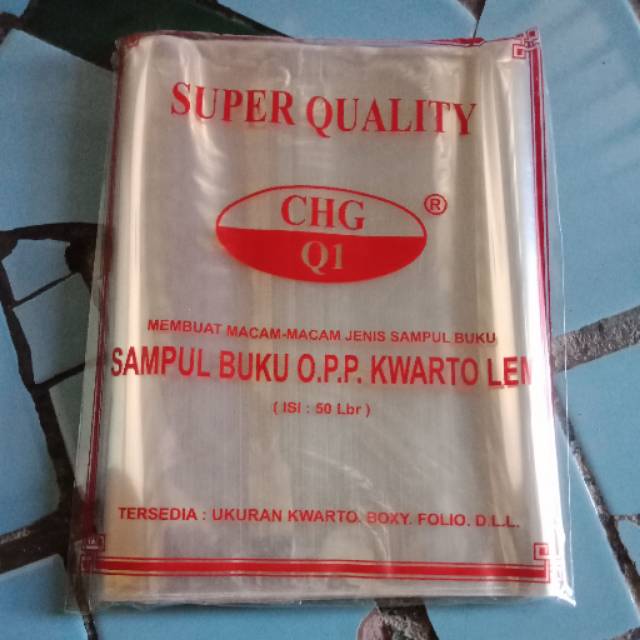 SUPER QUALITY
CHG ®
Q1
MEMBUAT MACAM-MACAM JENIS SAMPUL BUKU
SAMPUL BUKU O.P.P. KWARTO LEM
( ISI : 50 Lbr )
TERSEDIA : UKURAN KWARTO. BOXY. FOLIO. D.L.L.